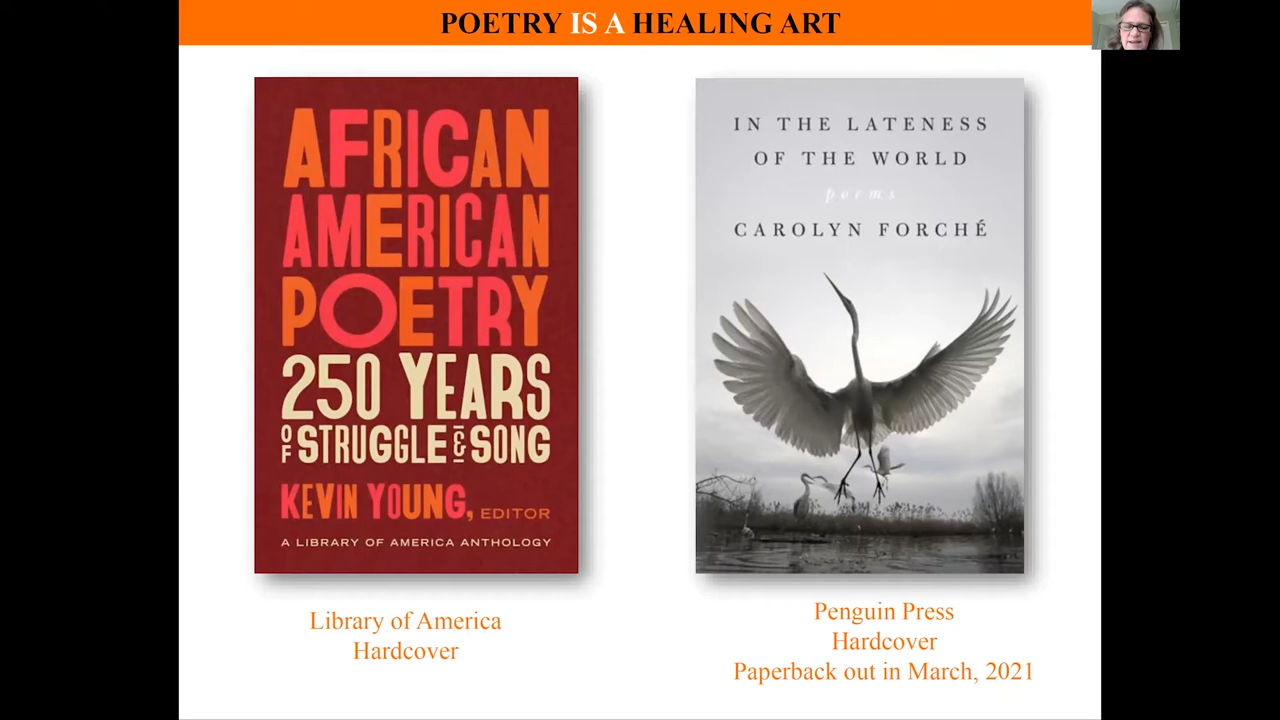 POETRY IS A HEALING ART
AFRICAN
AMERICAN
POETRY
250 YEARS
OF STRUGGLE & SONG
KEVIN YOUNG, EDITOR
A LIBRARY OF AMERICA ANTHOLOGY
Library of America
Hardcover
IN THE LATENESS
OF THE WORLD
poems
CAROLYN FORCHÉ
Penguin Press
Hardcover
Paperback out in March, 2021